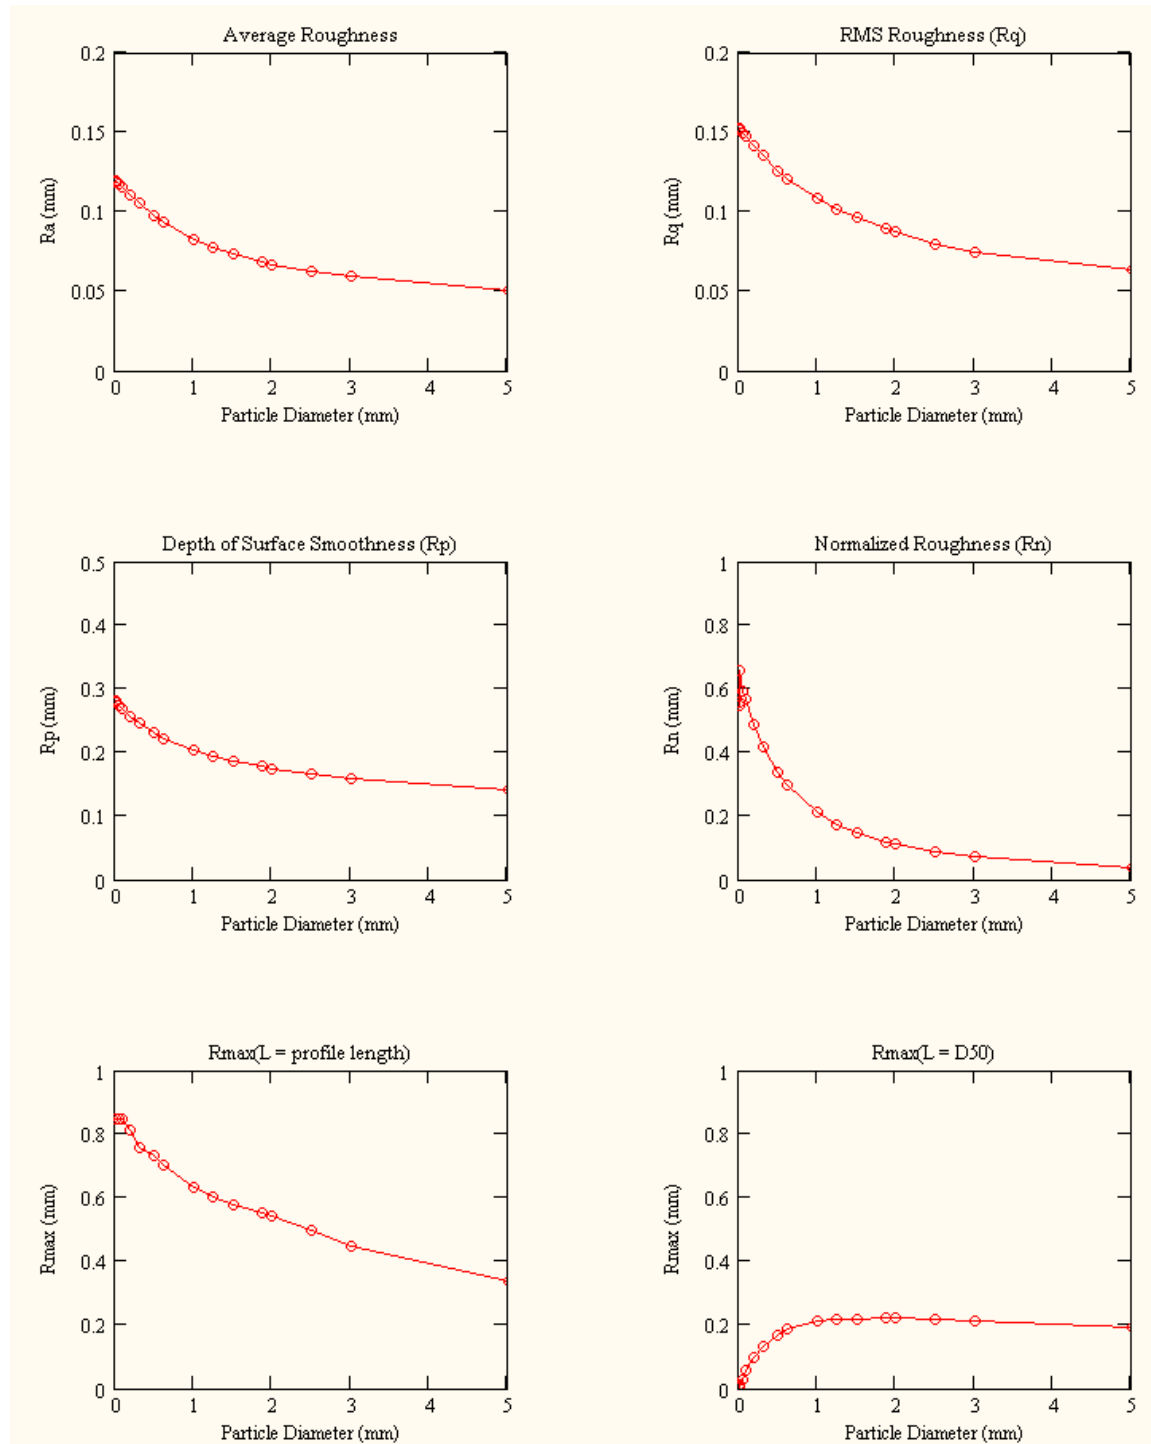 Average Roughness
0.2
0.15
0.1
0.05
0
Ra (mm)
0 1 2 3 4 5
Particle Diameter (mm)
RMS Roughness (Rq)
0.2
0.15
0.1
0.05
0
Rq (mm)
0 1 2 3 4 5
Particle Diameter (mm)
Depth of Surface Smoothness (Rp)
0.5
0.4
0.3
0.2
0.1
0
Rp (mm)
0 1 2 3 4 5
Particle Diameter (mm)
Normalized Roughness (Rn)
1
0.8
0.6
0.4
0.2
0
Rn (mm)
0 1 2 3 4 5
Particle Diameter (mm)
Rmax(L = profile length)
1
0.8
0.6
0.4
0.2
0
Rmax (mm)
0 1 2 3 4 5
Particle Diameter (mm)
Rmax(L = D50)
1
0.8
0.6
0.4
0.2
0
Rmax (mm)
0 1 2 3 4 5
Particle Diameter (mm)